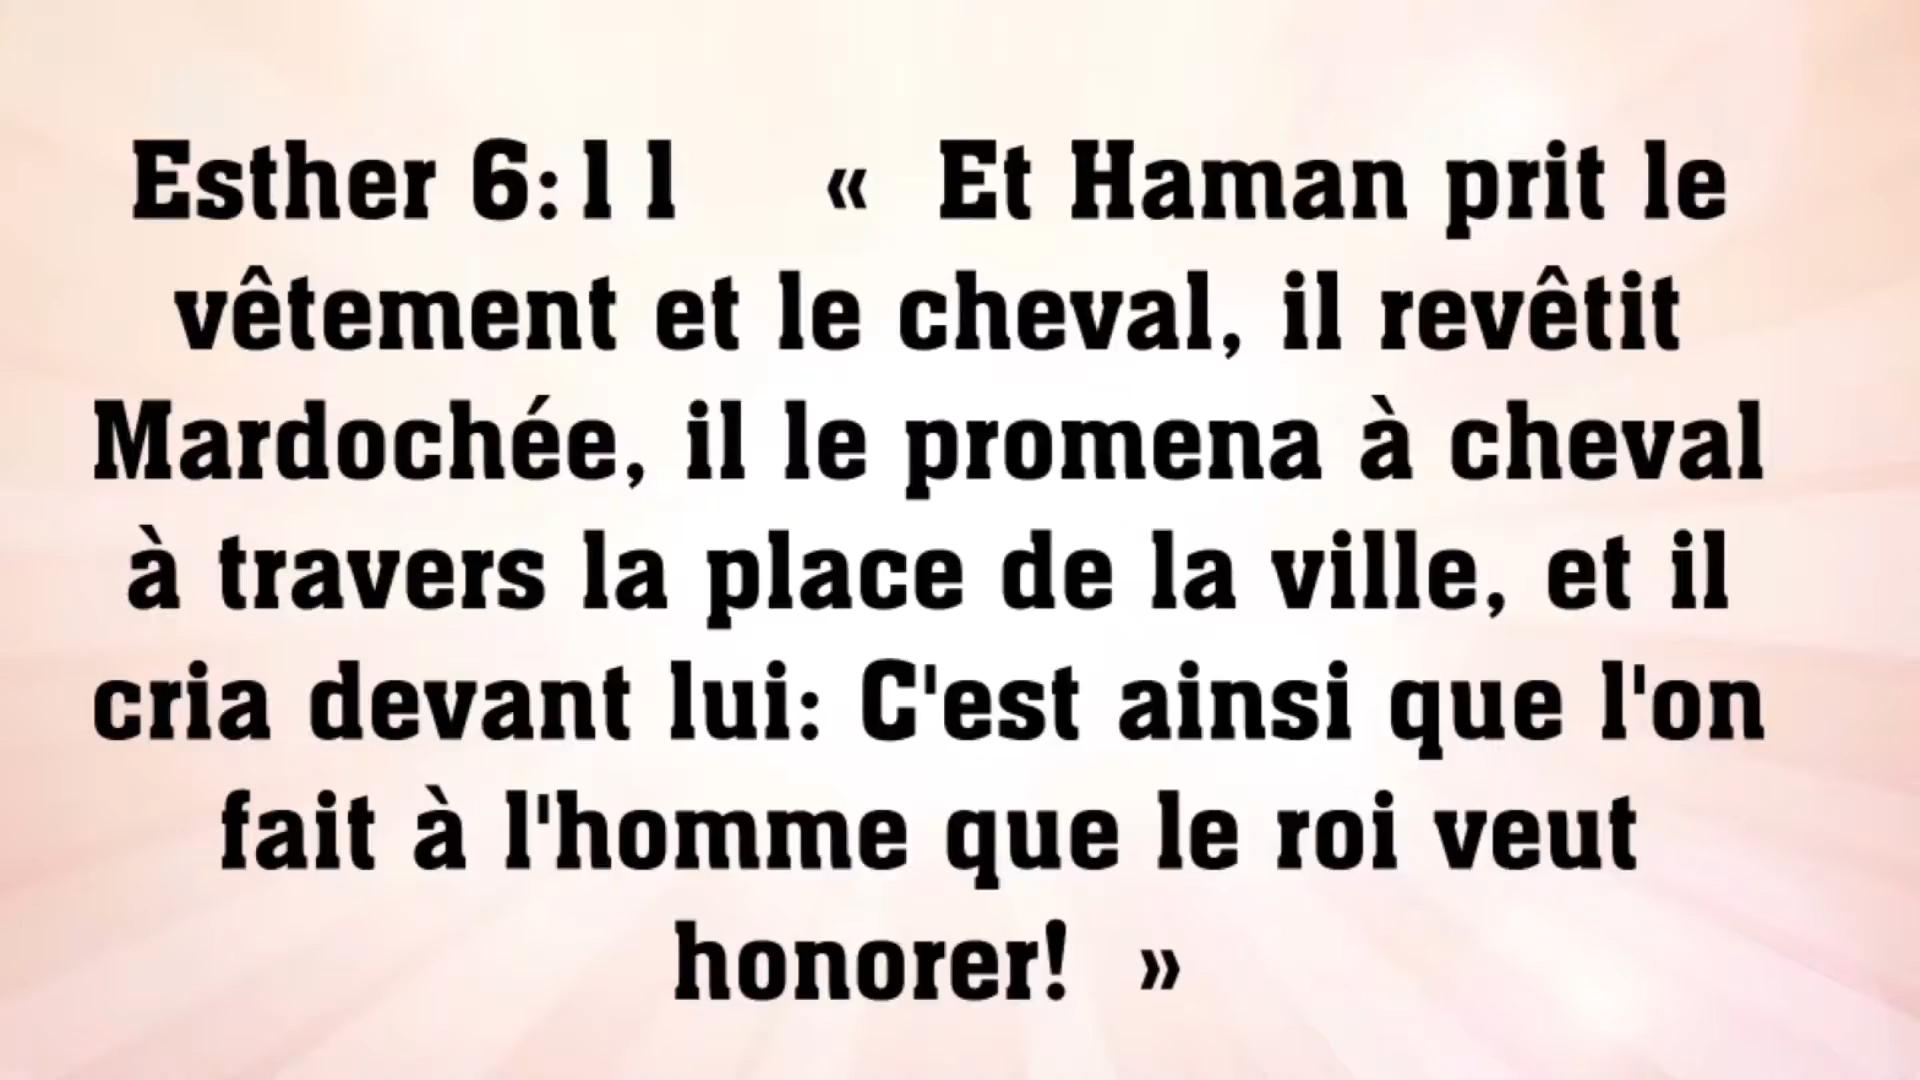 Esther 6:11 « Et Haman prit le
vêtement et le cheval, il revêtit
Mardochée, il le promena à cheval
à travers la place de la ville, et il
cria devant lui: C'est ainsi que l'on
fait à l'homme que le roi veut
honorer! »